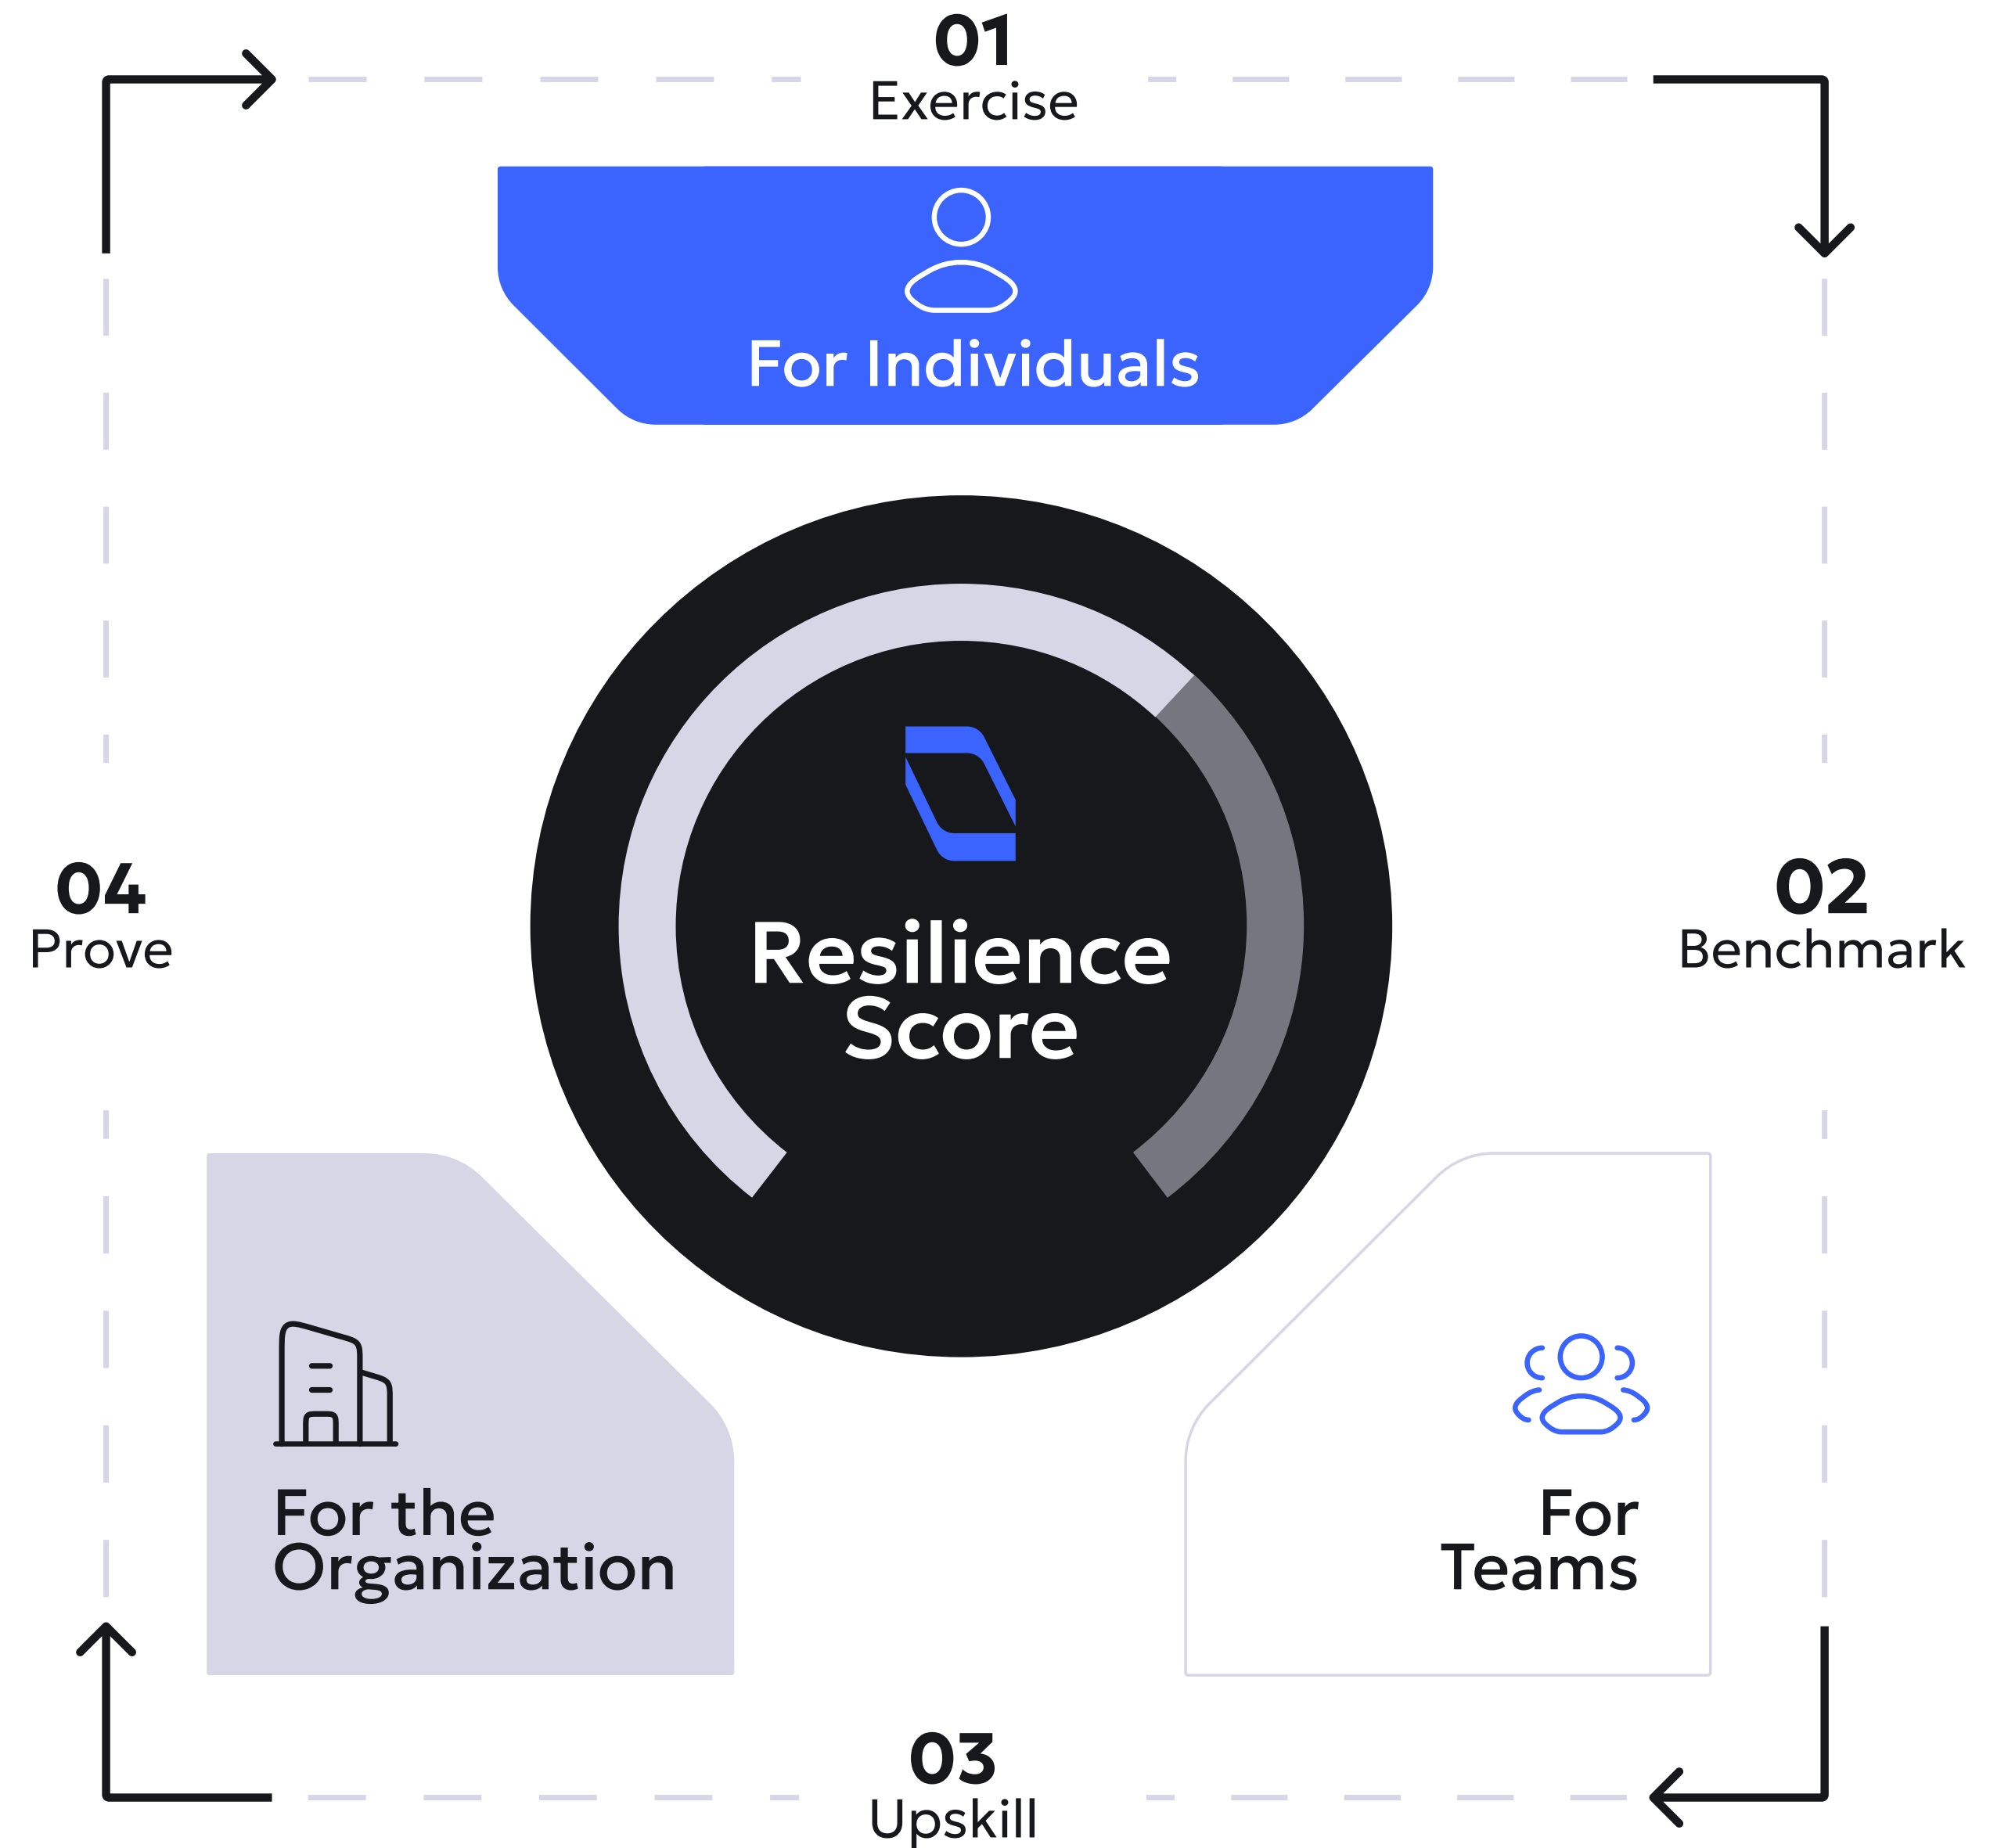 01
Exercise
For Individuals
04
Prove
02
Benchmark
Resilience
Score
For the
Organization
For
Teams
03
Upskill